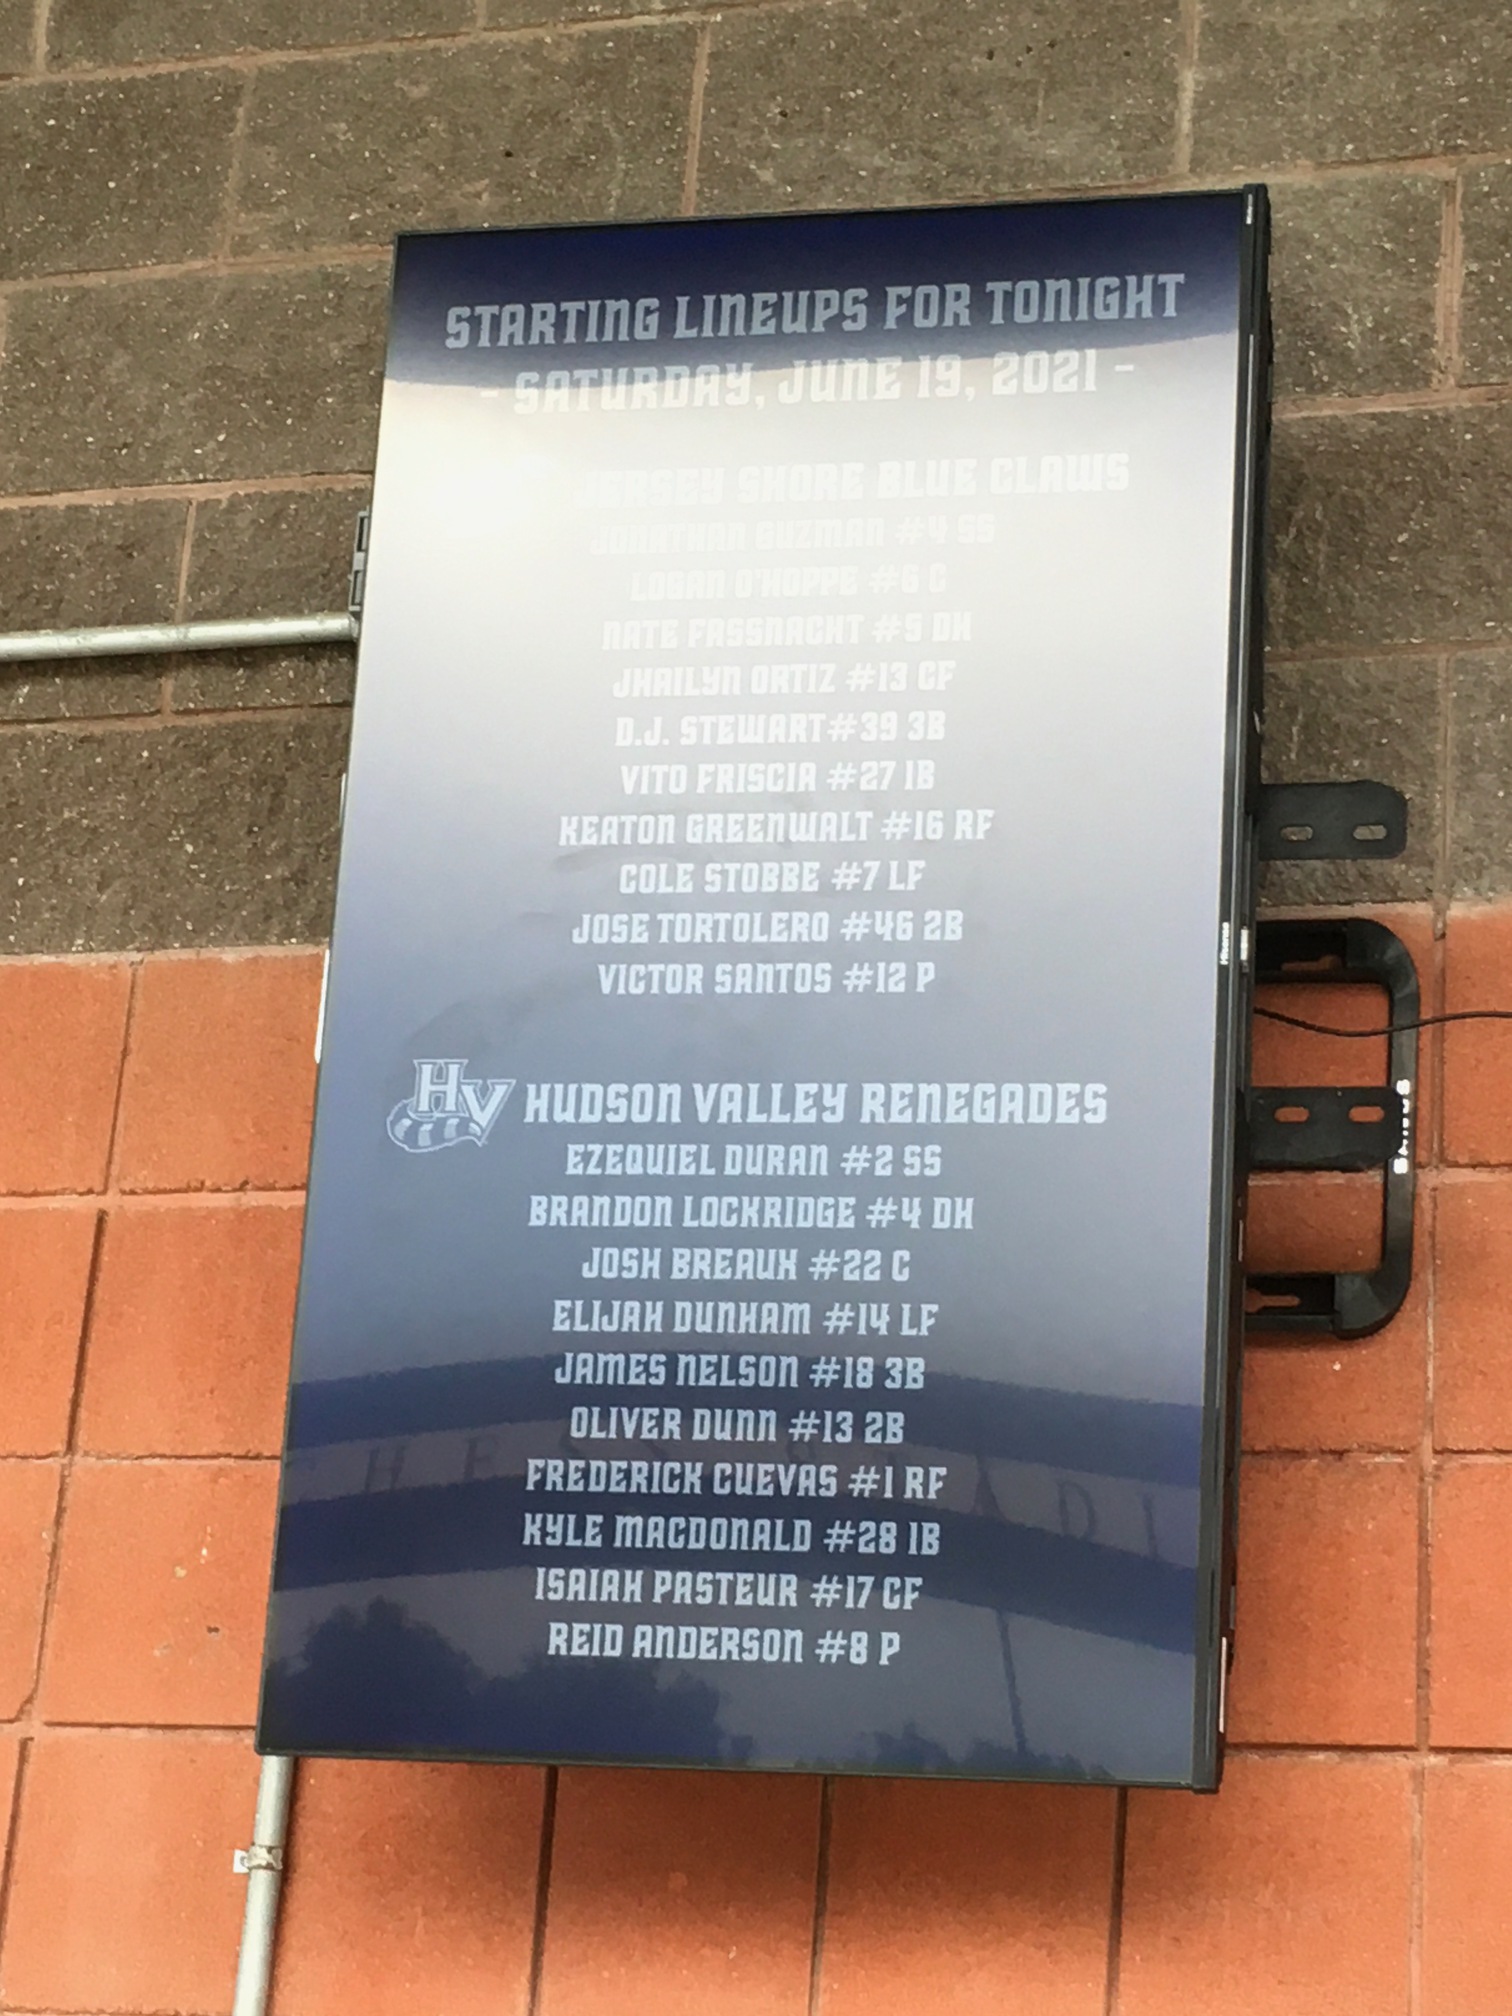 STARTING LINEUPS FOR TONIGHT
- SATURDAY, JUNE 19, 2021 -
JERSEY SHORE BLUE CLAWS
JONATHAN GUZMAN #4 SS
LOGAN O'HOPPE #6 C
NATE FASSNACHT #5 DH
JHAILYN ORTIZ #13 CF
D.J. STEWART #39 3B
VITO FRISCIA #27 1B
KEATON GREENWALT #16 RF
COLE STOBBE #7 LF
JOSE TORTOLERO #46 2B
VICTOR SANTOS #12 P
HV HUDSON VALLEY RENEGADES
EZEQUIEL DURAN #2 SS
BRANDON LOCKRIDGE #4 DH
JOSH BREAUX #22 C
ELIJAH DUNHAM #14 LF
JAMES NELSON #18 3B
OLIVER DUNN #13 2B
FREDERICK CUEVAS #1 RF
KYLE MACDONALD #28 1B
ISAIAH PASTEUR #17 CF
REID ANDERSON #8 P
Hisense
SANUS